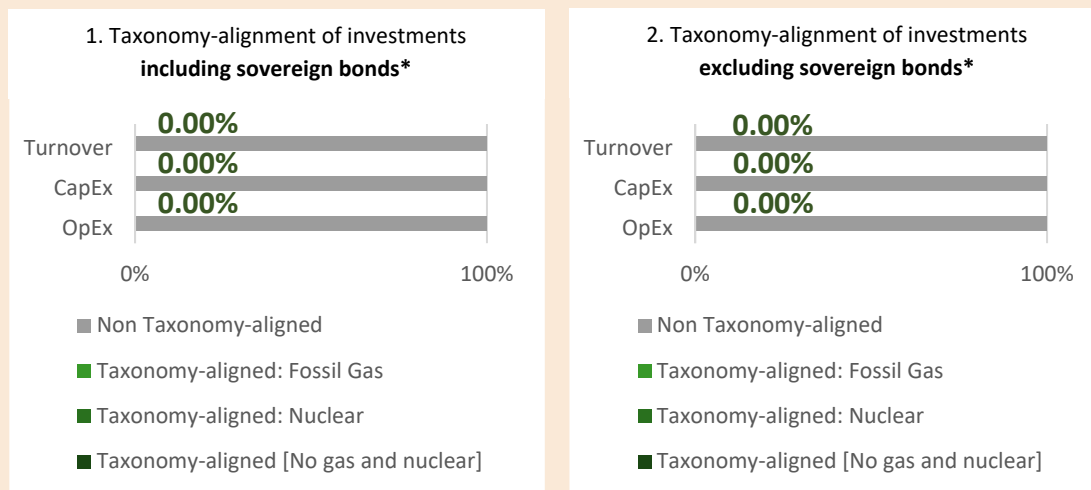 1. Taxonomy-alignment of investments
including sovereign bonds*
0.00%
Turnover
0.00%
CapEx
0.00%
OpEx
0%
100%
Non Taxonomy-aligned
Taxonomy-aligned: Fossil Gas
Taxonomy-aligned: Nuclear
Taxonomy-aligned [No gas and nuclear]
2. Taxonomy-alignment of investments
excluding sovereign bonds*
0.00%
Turnover
0.00%
CapEx
0.00%
OpEx
0%
100%
Non Taxonomy-aligned
Taxonomy-aligned: Fossil Gas
Taxonomy-aligned: Nuclear
Taxonomy-aligned [No gas and nuclear]